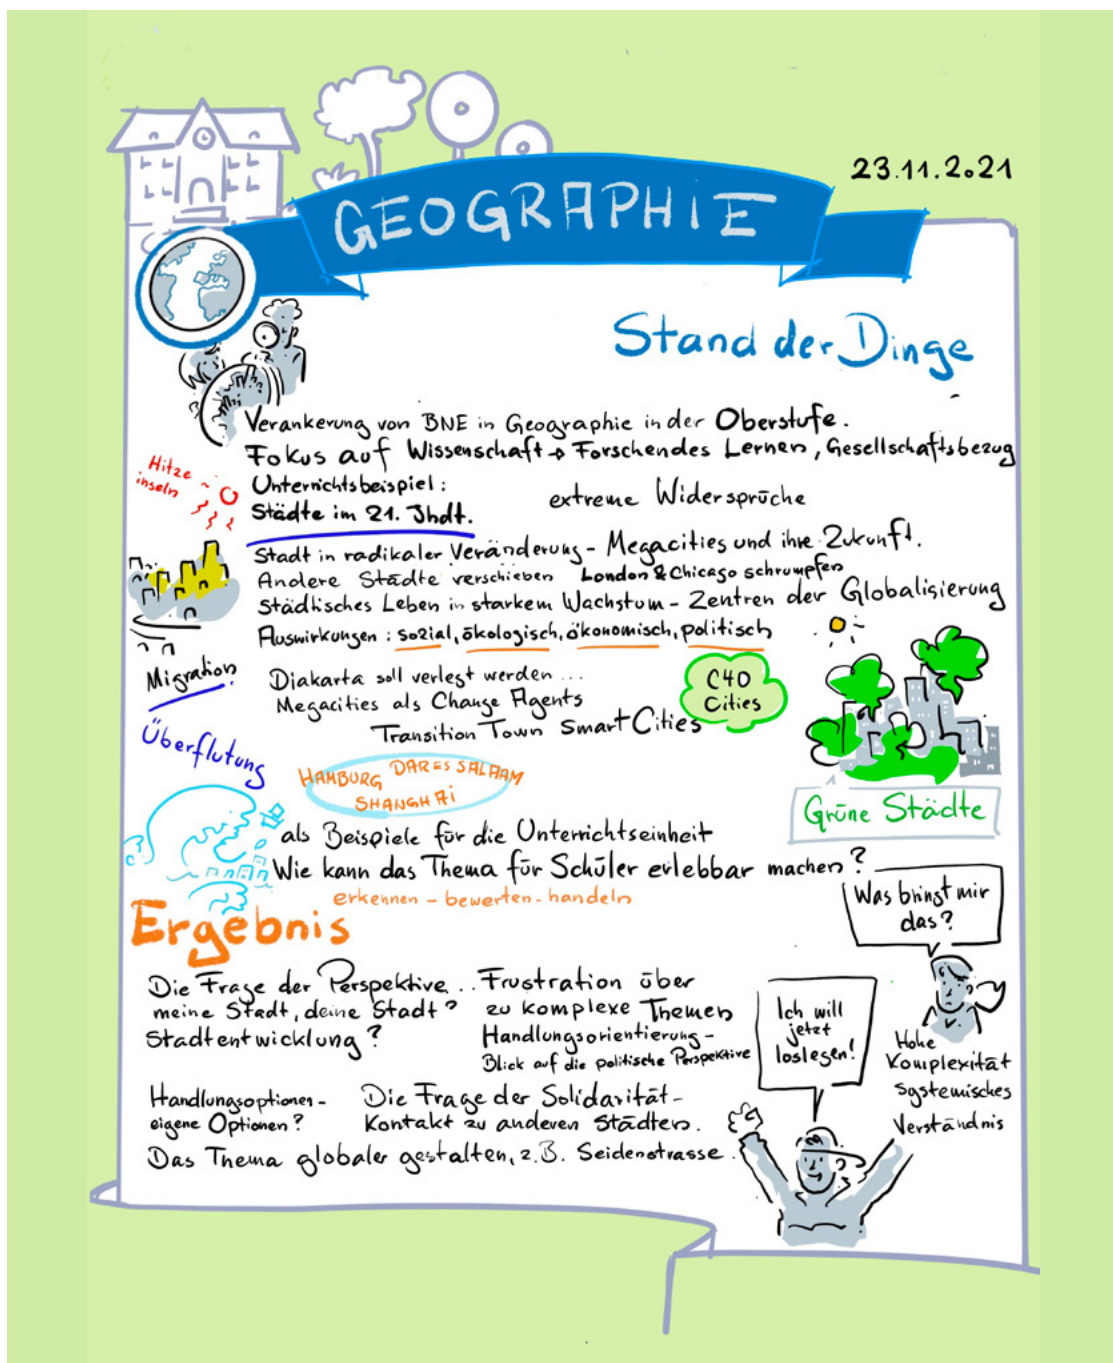 23.11.2021
GEOGRAPHiE
Stand der Dinge
Verankerung von BNE in Geographie in der Oberstufe.
Fokus auf Wissenschaft → Forschendes Lernen, Gesellschaftsbezug
Hitze
inseln
Unterrichtsbeispiel:
Städte im 21. Jhdt.
extreme Widersprüche
Stadt in radikaler Veränderung - Megacities und ihre Zukunft.
Andere Städte verschieben London & Chicago schrumpfen
Städtisches Leben in starkem Wachstum - Zentren der Globalisierung
Auswirkungen: sozial, ökologisch, ökonomisch, politisch
Migration
Diakarta soll verlegt werden ...
Megacities als Change Agents
Transition Town Smart Cities
C40
Cities
Überflutung
HAMBURG DAR ES SALAAM
SHANGHAi
Grüne Städte
als Beispiele für die Unterrichtseinheit
Wie kann das Thema für Schüler erlebbar machen?
erkennen - bewerten - handeln
Was bringt mir
das?
Ergebnis
Die Frage der Perspektive...
meine Stadt, deine Stadt?
Stadtentwicklung?
Frustration über
zu komplexe Themen
Handlungsorientierung -
Blick auf die politische Perspektive
Ich will
jetzt
loslegen!
Hohe
Komplexität
Systemisches
Verständnis
Handlungsoptionen -
eigene Optionen?
Die Frage der Solidarität -
Kontakt zu anderen Städten.
Das Thema globaler gestalten, z.B. Seidenstrasse.